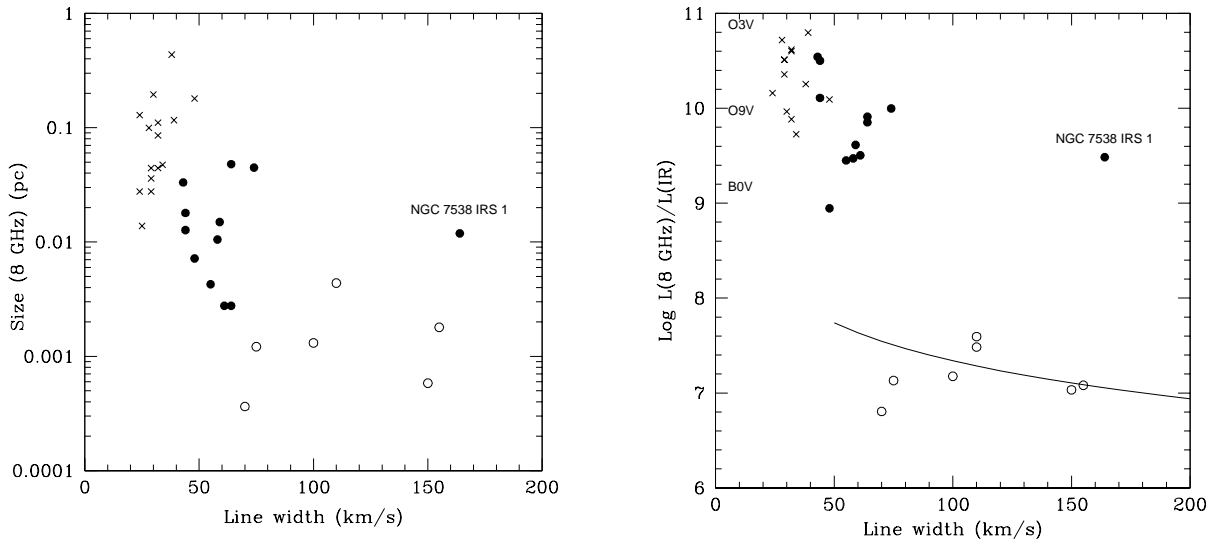 1
0.1
0.01
0.001
0.0001
0
50
100
150
200
Size (8 GHz) (pc)
Line width (km/s)
NGC 7538 IRS 1
11
10
9
8
7
6
0
50
100
150
200
Log L(8 GHz)/L(IR)
Line width (km/s)
O3V
O9V
B0V
NGC 7538 IRS 1